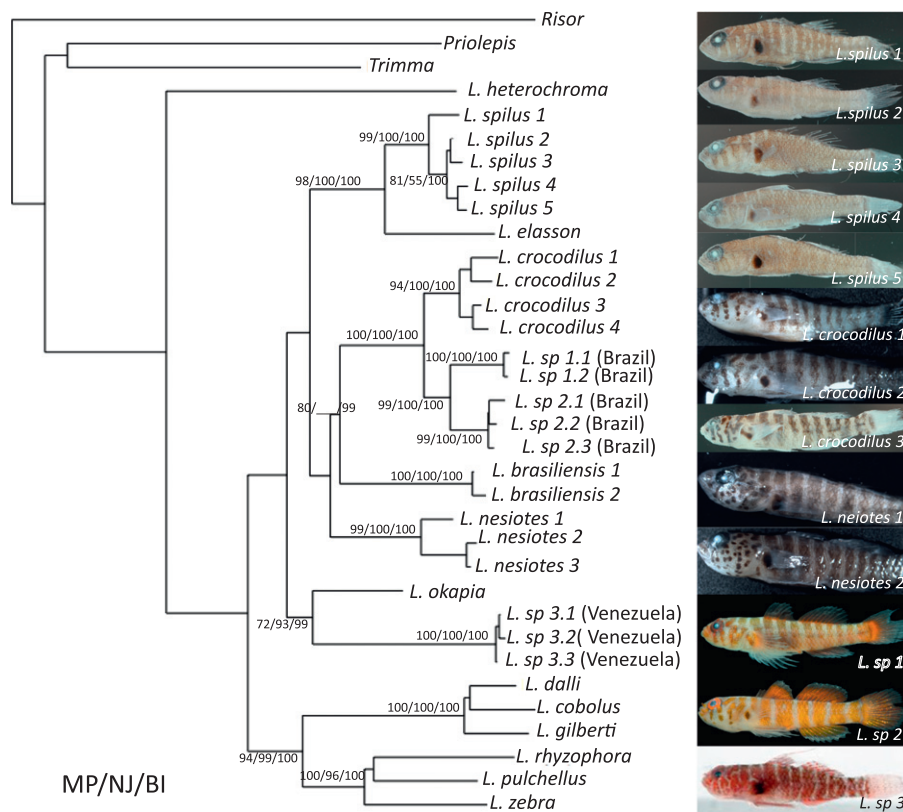 Risor
Priolepis
Trimma
L. heterochroma
L. spilus 1
99/100/100
L. spilus 2
L. spilus 3
81/55/100
L. spilus 4
98/100/100
L. spilus 5
L. elasson
L. crocodilus 1
94/100/100
L. crocodilus 2
L. crocodilus 3
L. crocodilus 4
100/100/100
100/100/100
L. sp 1.1 (Brazil)
L. sp 1.2 (Brazil)
99/100/100
80/__/99
L. sp 2.1 (Brazil)
L. sp 2.2 (Brazil)
99/100/100
L. sp 2.3 (Brazil)
100/100/100
L. brasiliensis 1
L. brasiliensis 2
99/100/100
L. nesiotes 1
L. nesiotes 2
L. nesiotes 3
L. okapia
72/93/99
L. sp 3.1 (Venezuela)
100/100/100
L. sp 3.2( Venezuela)
L. sp 3.3 (Venezuela)
L. dalli
100/100/100
L. cobolus
L. gilberti
94/99/100
L. rhyzophora
100/96/100
L. pulchellus
L. zebra
MP/NJ/BI
L.spilus 1
L.spilus 2
L.spilus 3
L.spilus 4
L.spilus 5
L. crocodilus 1
L. crocodilus 2
L. crocodilus 3
L. neiotes 1
L. nesiotes 2
L. sp 1
L. sp 2
L. sp 3